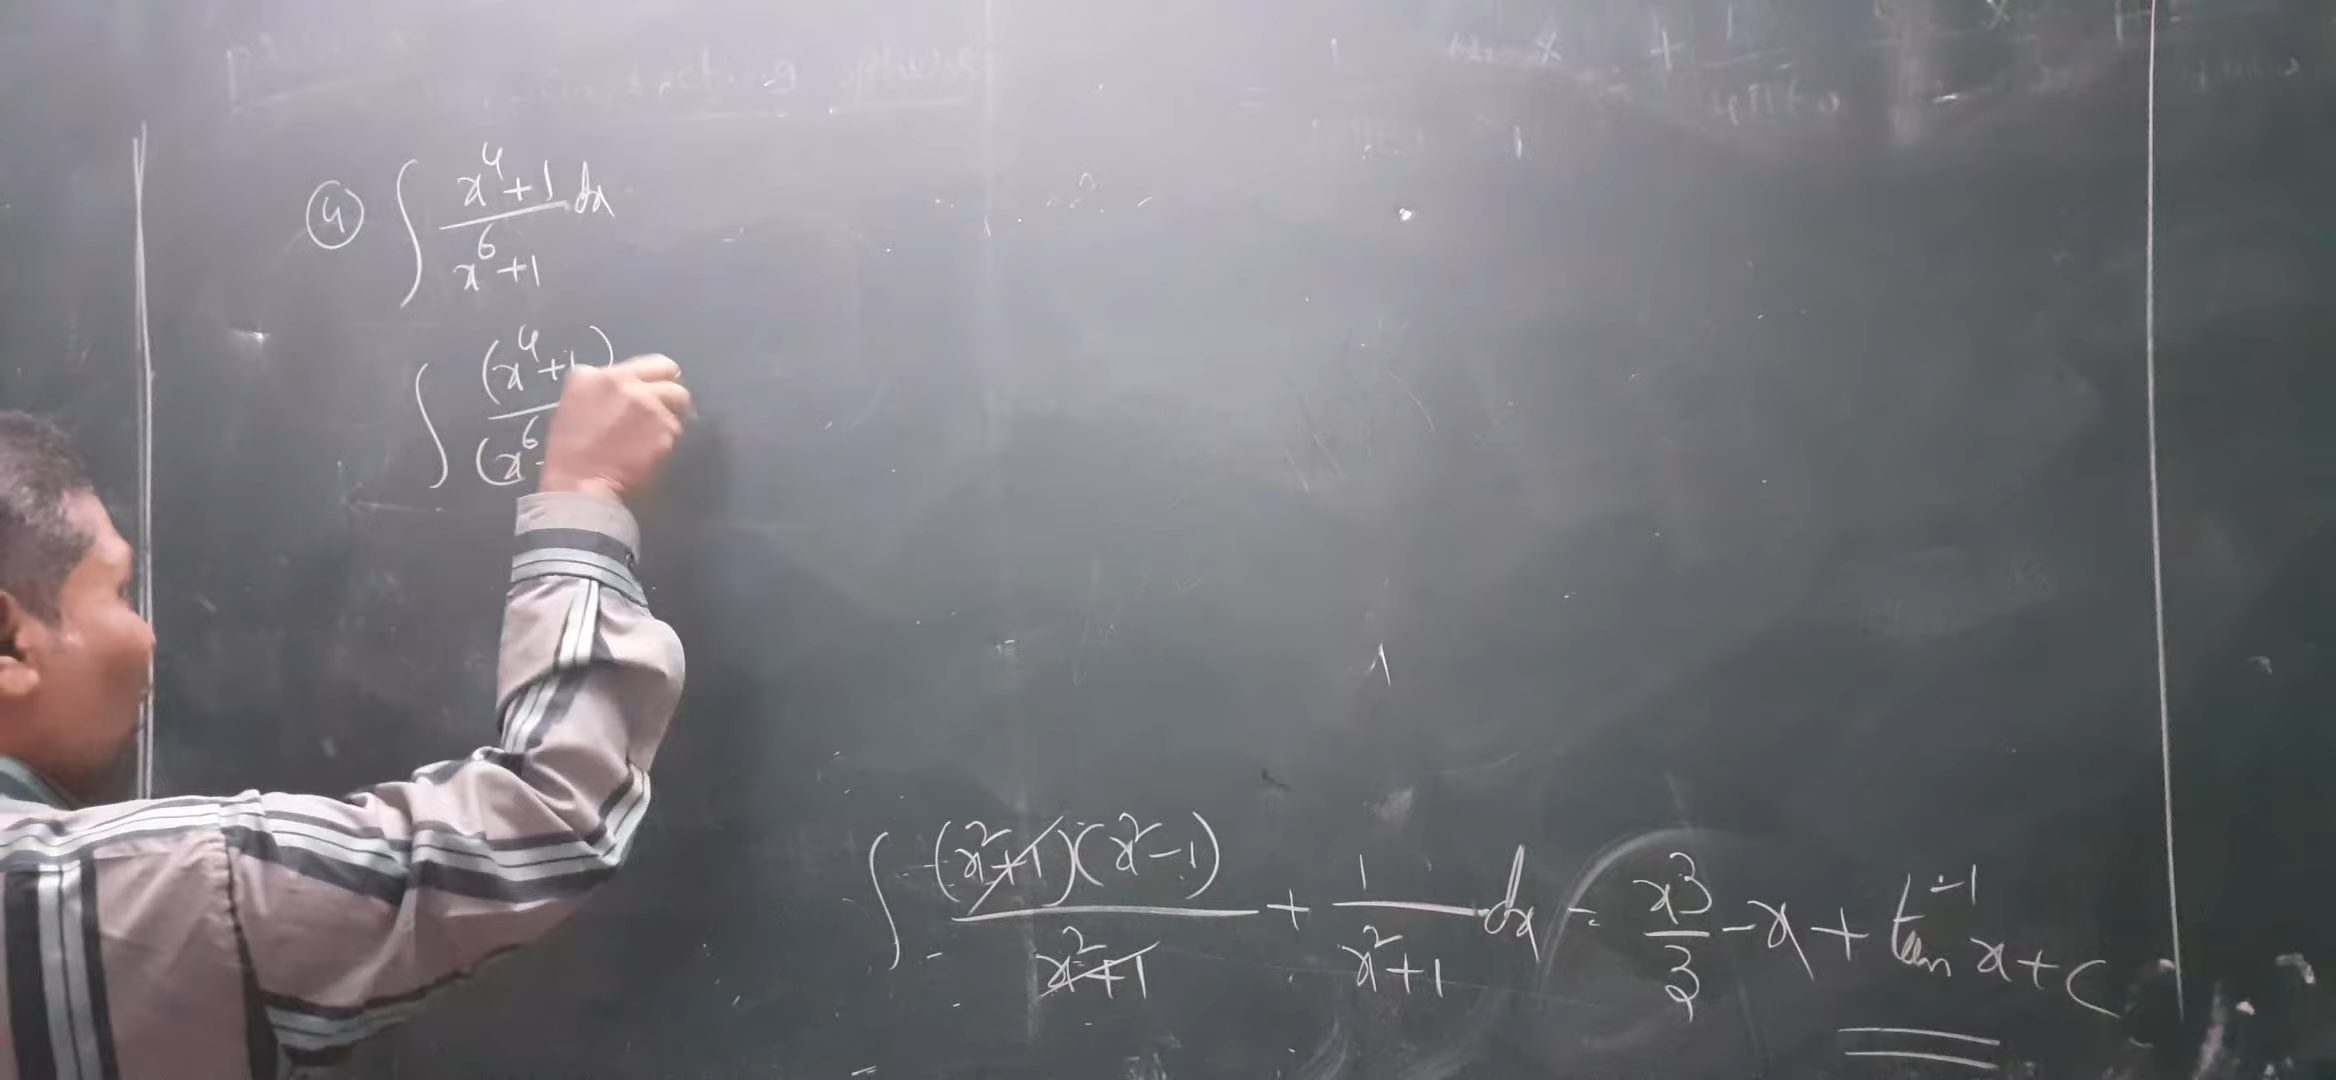 ④ ∫ x⁴+1 / x⁶+1 dx
∫ (x⁴+1) / (x⁶
∫ (x²+1)(x²-1) / x²+1 + 1 / x²+1 dx = x³/3 - x + tan⁻¹ x + C